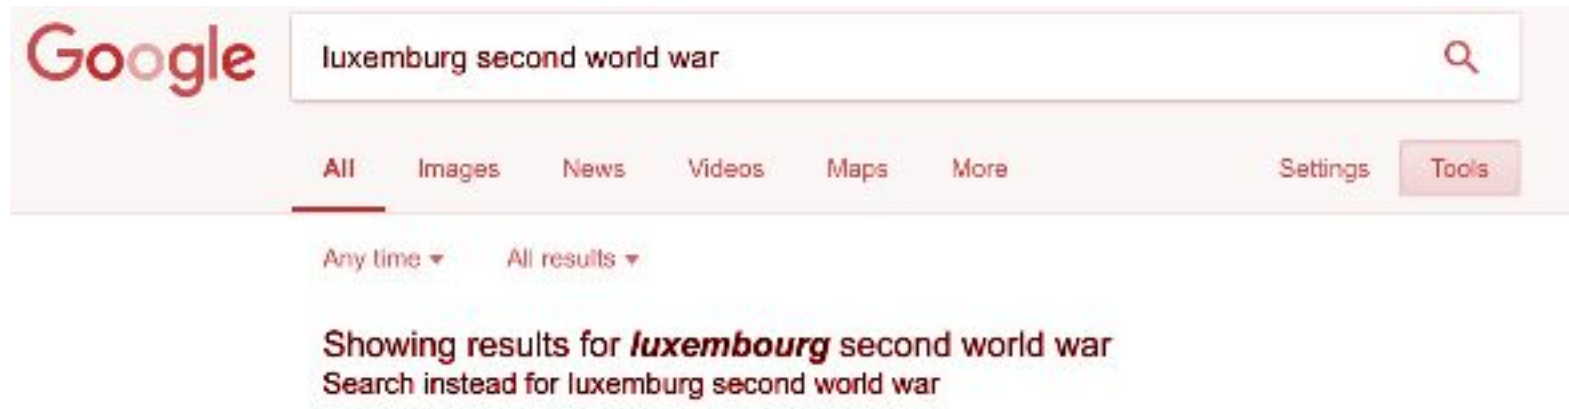 Google luxemburg second world war
All Images News Videos Maps More Settings Tools
Any time All results
Showing results for luxembourg second world war
Search instead for luxemburg second world war